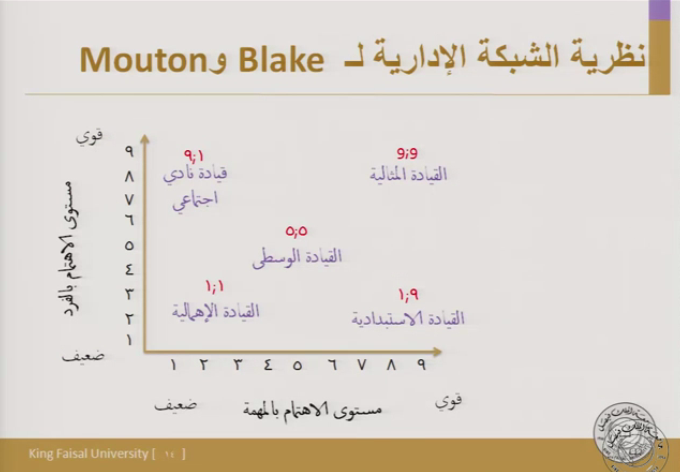 نظرية الشبكة الإدارية لـ Blake وMouton
قوي
٩
٨
٧
٦
٥
٤
٣
٢
١
ضعيف
مستوى الاهتمام بالفرد
٩,١
قيادة نادي
اجتماعي
٩,٩
القيادة المثالية
٥,٥
القيادة الوسطى
١,١
القيادة الإهمالية
١,٩
القيادة الاستبدادية
١ ٢ ٣ ٤ ٥ ٦ ٧ ٨ ٩
ضعيف
مستوى الاهتمام بالمهمة
قوي
King Faisal University [ ١٤ ]